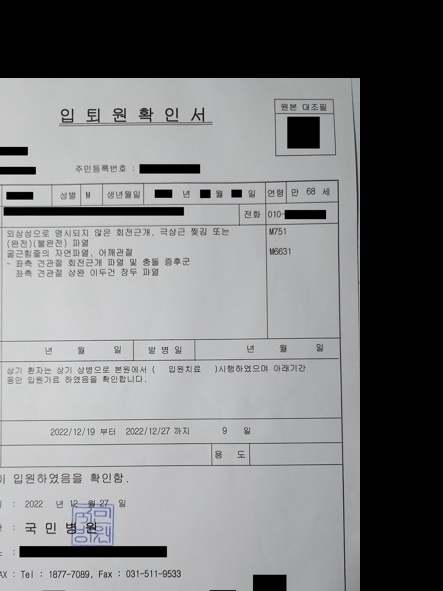 입 퇴 원 확 인 서
원본 대조필
주민등록번호 :
성별 M 생년월일 년 월 일 연령 만 68 세
전화 010-
외상성으로 명시되지 않은 회전근개, 극상근 찢김 또는 M751
(완전)(불완전) 파열
굽근힘줄의 자연파열, 어깨관절 M6631
- 좌측 견관절 회전근개 파열 및 충돌 증후군
좌측 견관절 상완 이두건 장두 파열
년 월 일 발 병 일 년 월 일
상기 환자는 상기 상병으로 본원에서 ( 입원치료 )시행하였으며 아래기간
동안 입원가료 하였음을 확인합니다.
2022/12/19 부터 2022/12/27 까지 9 일
용 도
이 입원하였음을 확인함.
: 2022 년 12 월 27 일
: 국 민 병 원
:
AX : Tel : 1877-7089, Fax : 031-511-9533